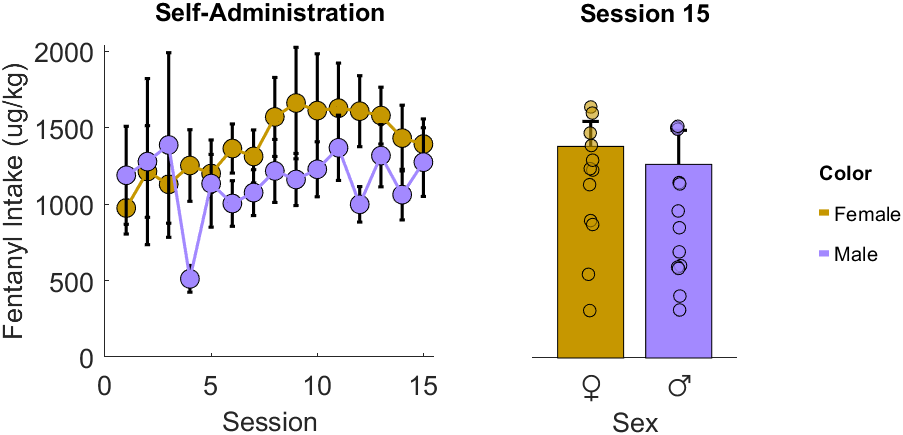 Self-Administration
Fentanyl Intake (ug/kg)
2000
1500
1000
500
0
0 5 10 15
Session
Session 15
♀ ♂
Sex
Color
Female
Male